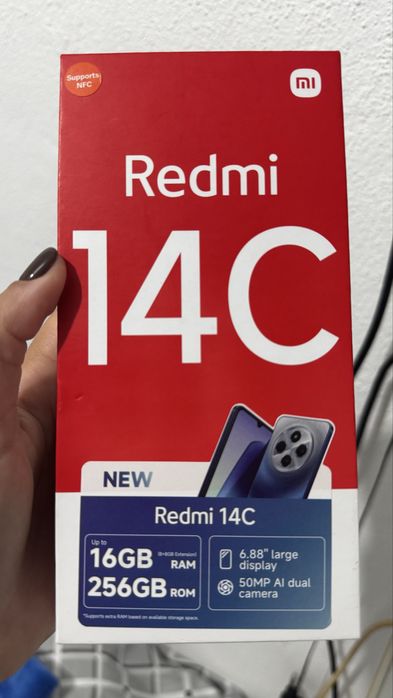 Supports
NFC
mi
Redmi
14C
NEW
Redmi 14C
Up to
16GB (8+8GB Extension) RAM
256GB ROM
6.88" large
display
50MP AI dual
camera
*Supports extra RAM based on available storage space.